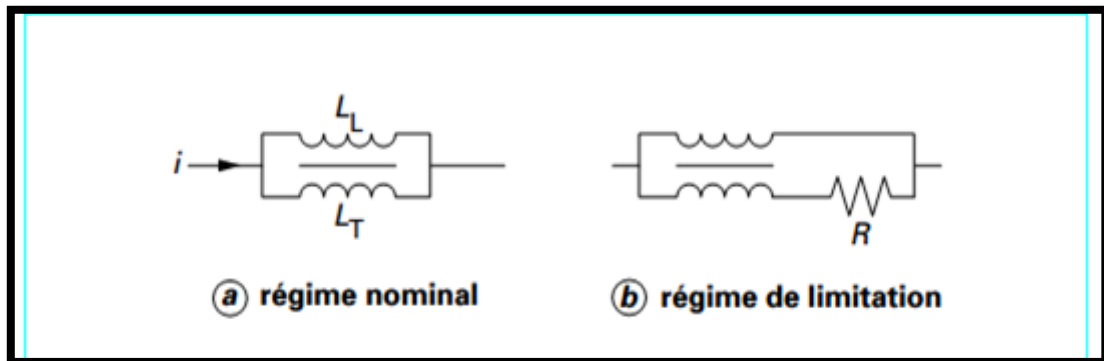 L_L
i
L_T
R
a régime nominal
b régime de limitation